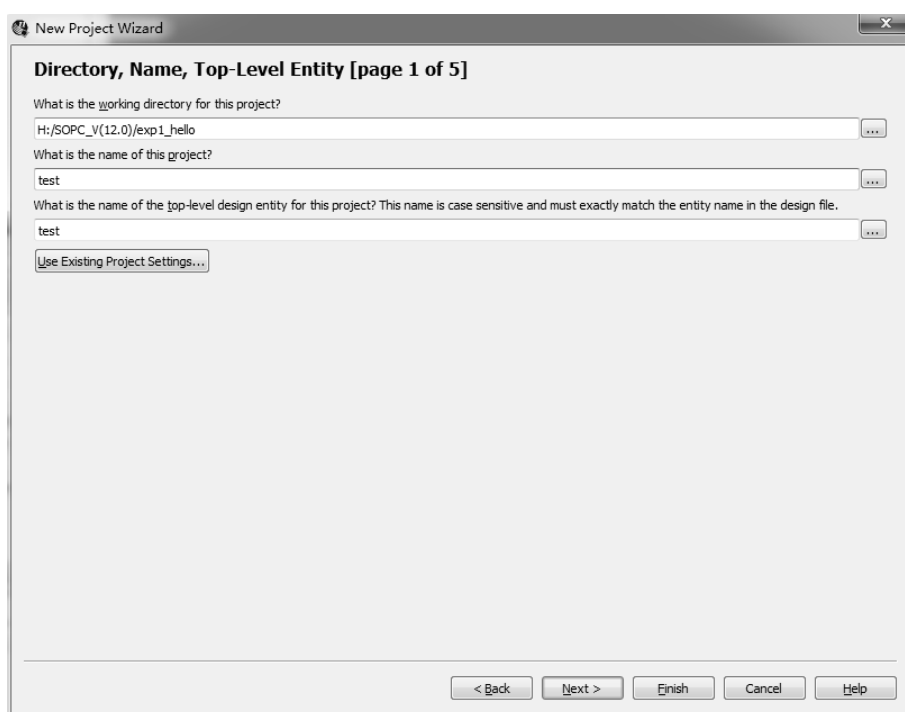 New Project Wizard
Directory, Name, Top-Level Entity [page 1 of 5]
What is the working directory for this project?
H:/SOPC_V(12.0)/exp1_hello
...
What is the name of this project?
test
...
What is the name of the top-level design entity for this project? This name is case sensitive and must exactly match the entity name in the design file.
test
...
Use Existing Project Settings...
< Back Next > Finish Cancel Help